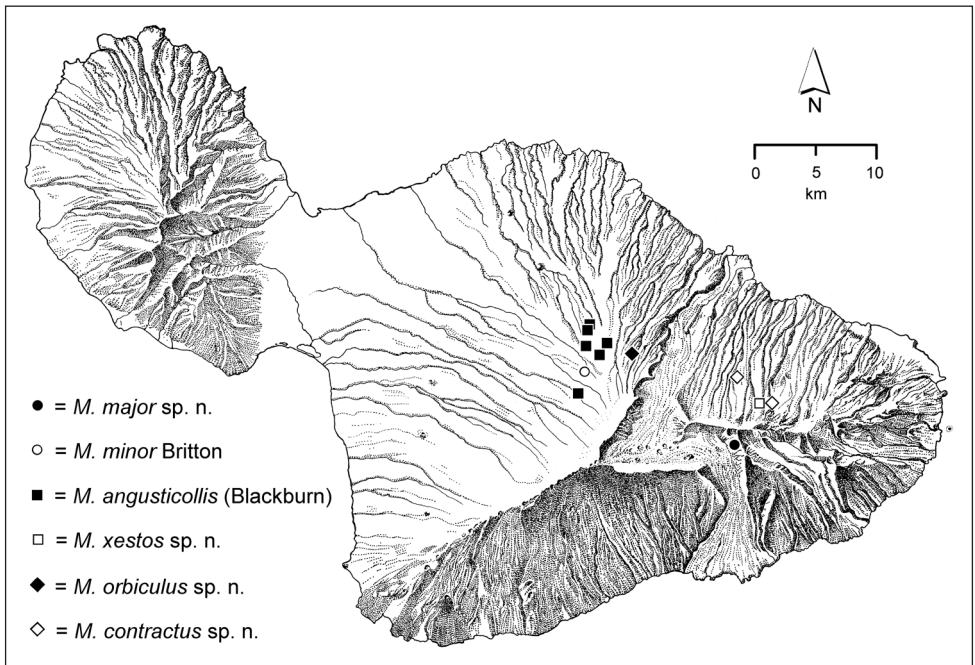 N
0 5 10
km
● = M. major sp. n.
○ = M. minor Britton
■ = M. angusticollis (Blackburn)
□ = M. xestos sp. n.
◆ = M. orbiculus sp. n.
◇ = M. contractus sp. n.